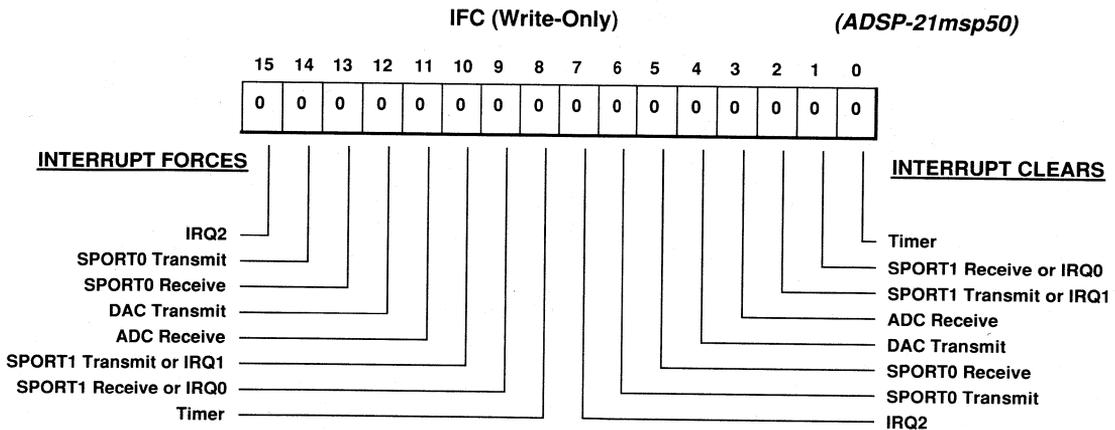 IFC (Write-Only) (ADSP-21msp50)
15 14 13 12 11 10 9 8 7 6 5 4 3 2 1 0
0 0 0 0 0 0 0 0 0 0 0 0 0 0 0 0
INTERRUPT FORCES
IRQ2
SPORT0 Transmit
SPORT0 Receive
DAC Transmit
ADC Receive
SPORT1 Transmit or IRQ1
SPORT1 Receive or IRQ0
Timer
INTERRUPT CLEARS
Timer
SPORT1 Receive or IRQ0
SPORT1 Transmit or IRQ1
ADC Receive
DAC Transmit
SPORT0 Receive
SPORT0 Transmit
IRQ2